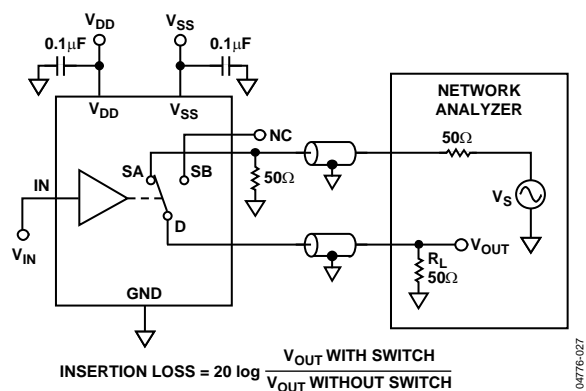 VDD
VSS
0.1μF
0.1μF
VDD
VSS
NETWORK
ANALYZER
NC
50Ω
SA
SB
50Ω
IN
VS
D
VOUT
VIN
RL
50Ω
GND
INSERTION LOSS = 20 log VOUT WITH SWITCH
VOUT WITHOUT SWITCH
04776-027